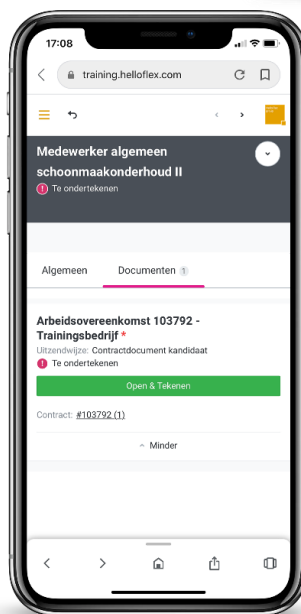 17:08
training.helloflex.com
Medewerker algemeen
schoonmaakonderhoud II
Te ondertekenen
Algemeen Documenten 1
Arbeidsovereenkomst 103792 -
Trainingsbedrijf *
Uitzendwijze: Contractdocument kandidaat
Te ondertekenen
Open & Tekenen
Contract: #103792 (1)
Minder